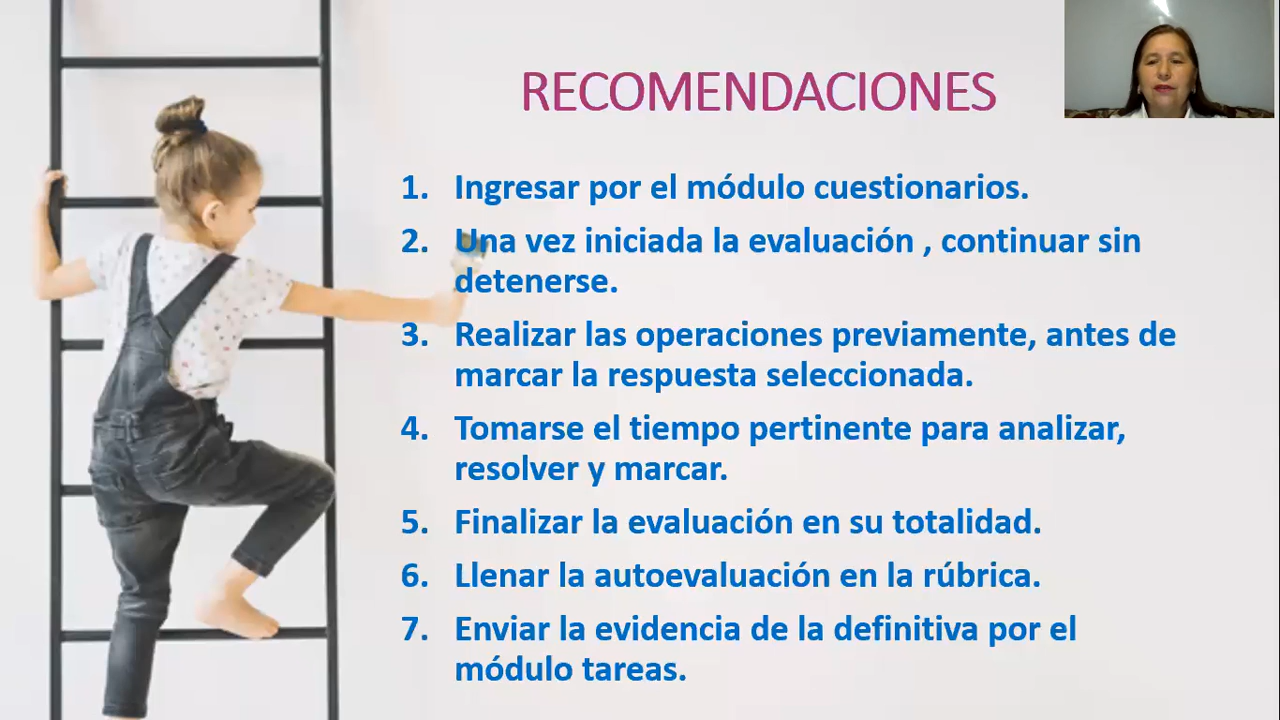 RECOMENDACIONES
1. Ingresar por el módulo cuestionarios.
2. Una vez iniciada la evaluación , continuar sin
detenerse.
3. Realizar las operaciones previamente, antes de
marcar la respuesta seleccionada.
4. Tomarse el tiempo pertinente para analizar,
resolver y marcar.
5. Finalizar la evaluación en su totalidad.
6. Llenar la autoevaluación en la rúbrica.
7. Enviar la evidencia de la definitiva por el
módulo tareas.